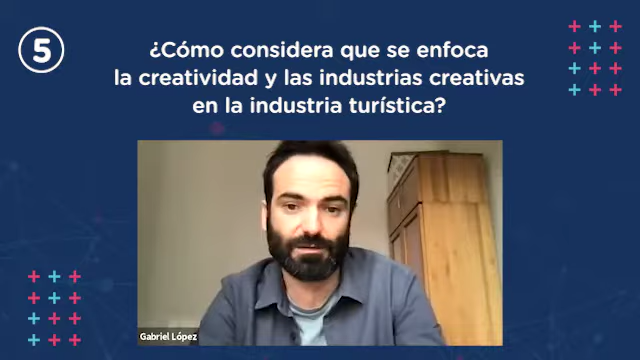 5
¿Cómo considera que se enfoca
la creatividad y las industrias creativas
en la industria turística?
Gabriel López